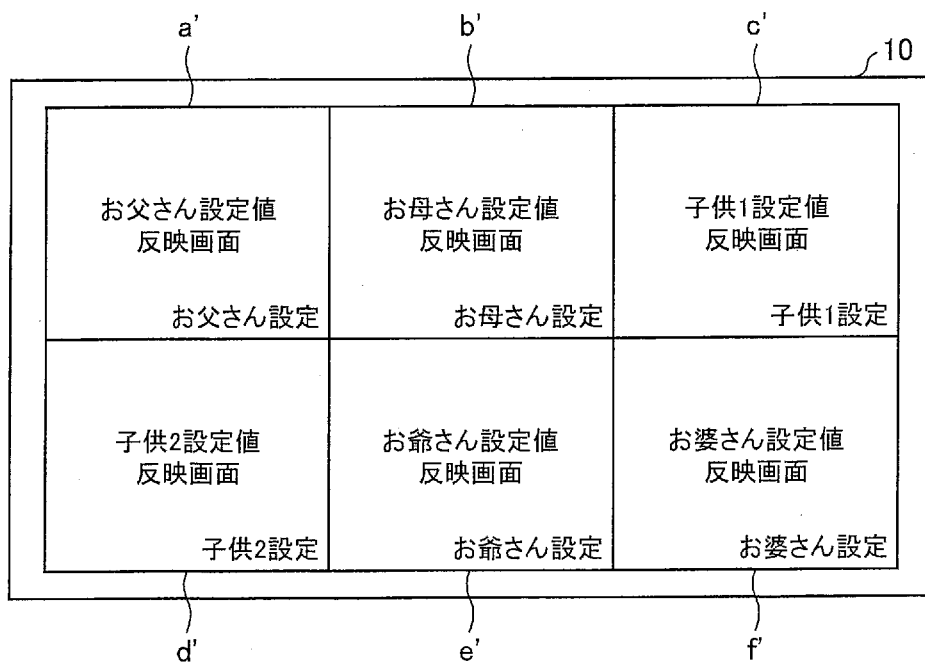 a'
b'
c'
10
お父さん設定値
反映画面
お父さん設定
お母さん設定値
反映画面
お母さん設定
子供1設定値
反映画面
子供1設定
子供2設定値
反映画面
子供2設定
お爺さん設定値
反映画面
お爺さん設定
お婆さん設定値
反映画面
お婆さん設定
d'
e'
f'